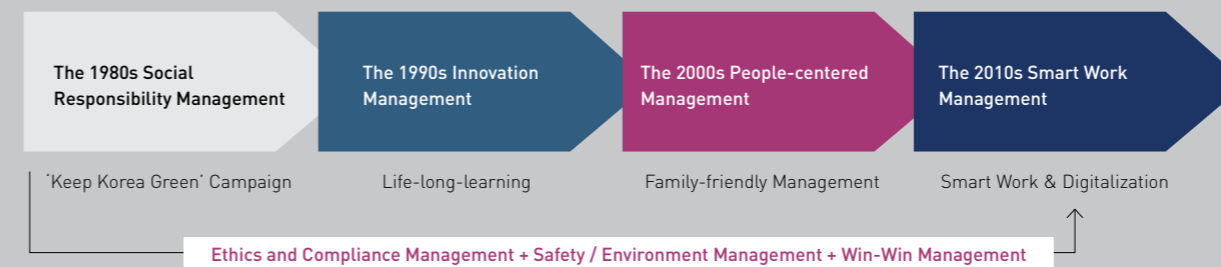 The 1980s Social
Responsibility Management
The 1990s Innovation
Management
The 2000s People-centered
Management
The 2010s Smart Work
Management
‘Keep Korea Green’ Campaign
Life-long-learning
Family-friendly Management
Smart Work & Digitalization
Ethics and Compliance Management + Safety / Environment Management + Win-Win Management